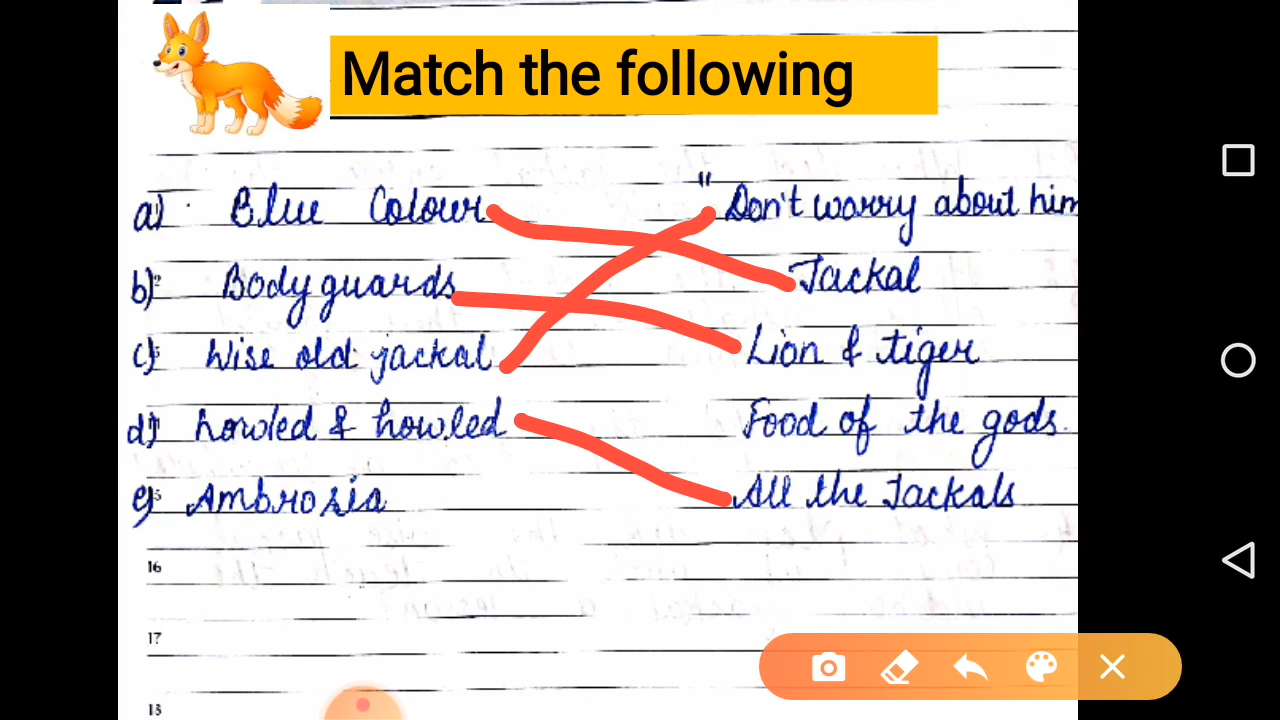 Match the following
a) Blue Colour " Don't worry about him
b) Body guards Jackal
c) Wise old jackal Lion & tiger
d) howled & howled Food of the gods.
e) Ambrosia All the Jackals
16
17
18